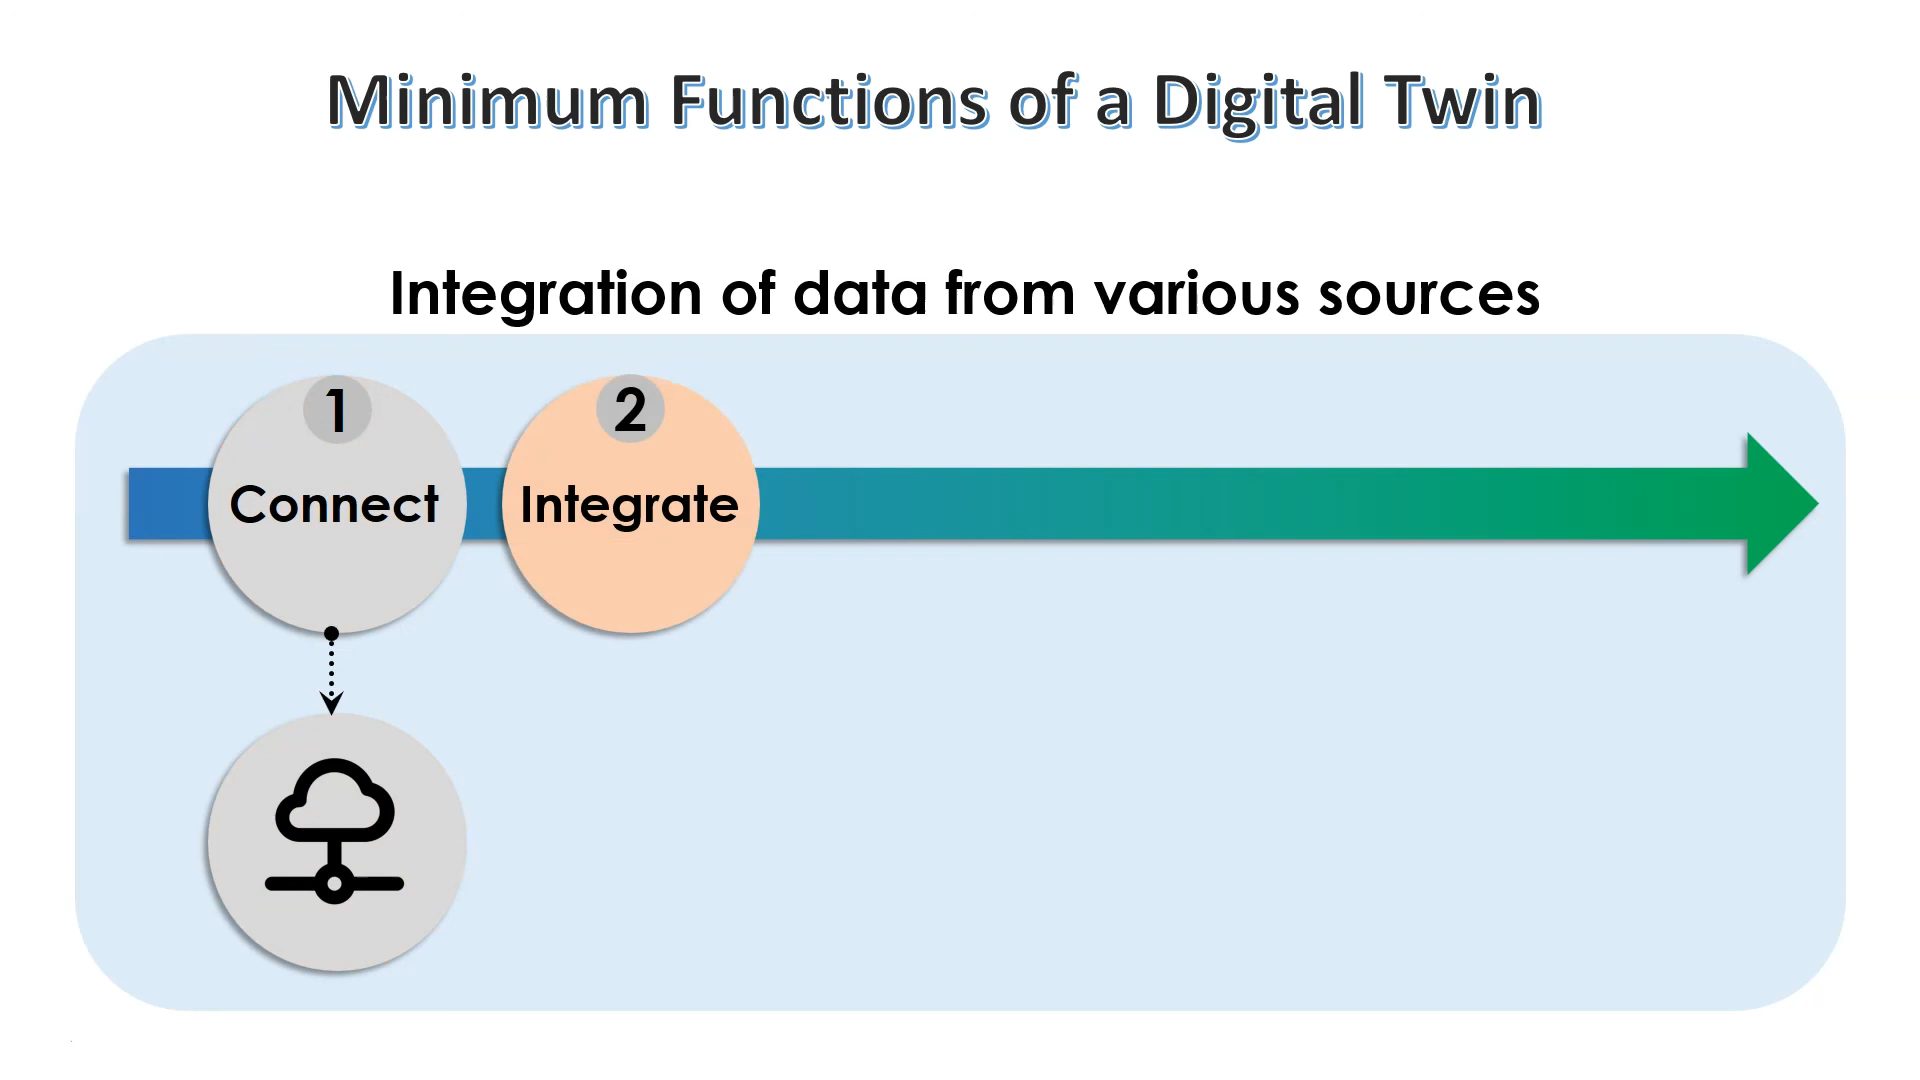 Minimum Functions of a Digital Twin
Integration of data from various sources
1
Connect
2
Integrate